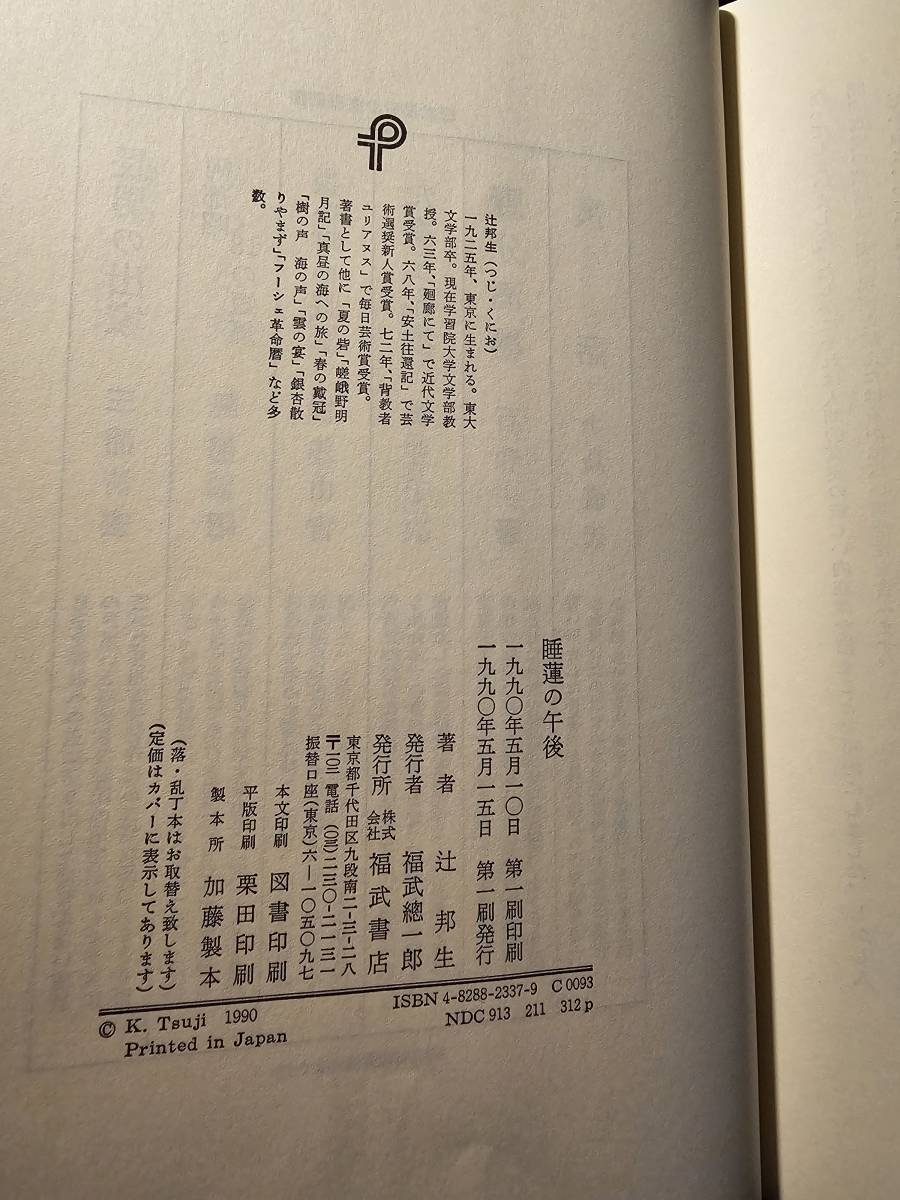 辻邦生(つじ・くにお)
一九二五年、東京に生まれる。東大
文学部卒。現在学習院大学文学部教
授。六三年、「廻廊にて」で近代文学
賞受賞。六八年、「安土往還記」で芸
術選奨新人賞受賞。七二年、「背教者
ユリアヌス」で毎日芸術賞受賞。
著書として他に「夏の砦」「嵯峨野明
月記」「真昼の海への旅」「春の戴冠」
「樹の声 海の声」「雲の宴」「銀杏散
りやまず」「フーシェ革命暦」など多
数。
睡蓮の午後
一九九〇年五月一〇日 第一刷印刷
一九九〇年五月一五日 第一刷発行
著者 辻邦生
発行者 福武總一郎
発行所 株式会社 福武書店
東京都千代田区九段南二-三-二八
〒一〇二 電話(〇三)二三〇-二一三一
振替口座(東京)六-一〇五〇九七
本文印刷 図書印刷
平版印刷 栗田印刷
製本所 加藤製本
(落・乱丁本はお取替え致します)
(定価はカバーに表示してあります)
ISBN 4-8288-2337-9 C 0093
NDC 913 211 312 p
© K. Tsuji 1990
Printed in Japan